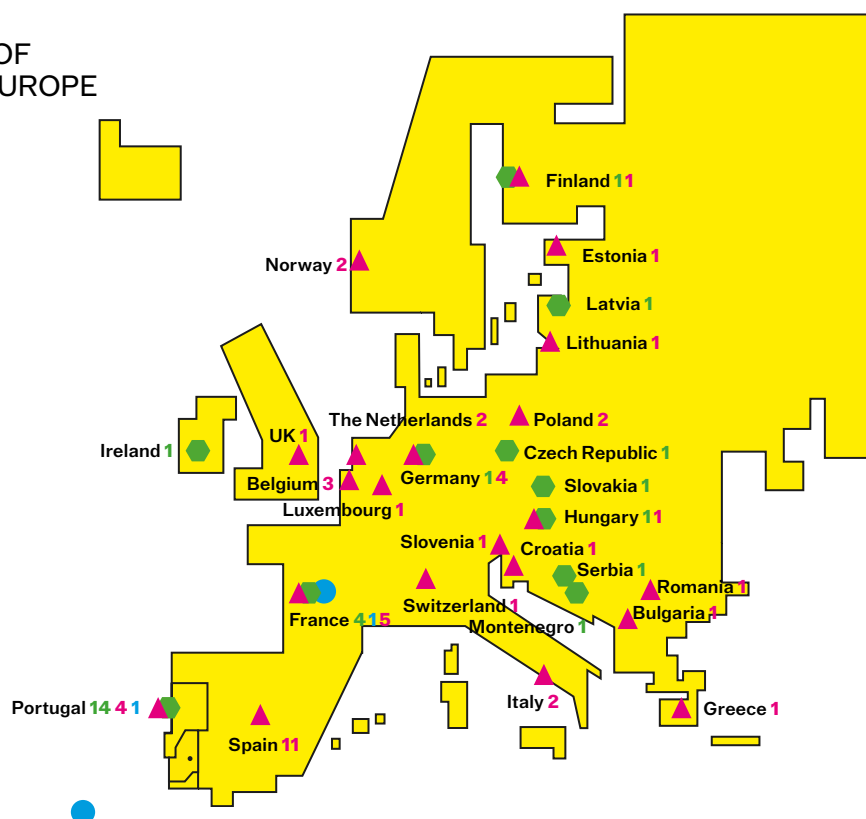 OF
UROPE
Finland 11
Estonia 1
Norway 2
Latvia 1
Lithuania 1
The Netherlands 2
Poland 2
UK 1
Ireland 1
Czech Republic 1
Belgium 3
Germany 14
Slovakia 1
Luxembourg 1
Hungary 11
Slovenia 1
Croatia 1
Serbia 1
Romania 1
Switzerland 1
Bulgaria 1
France 415
Montenegro 1
Portugal 14 4 1
Italy 2
Greece 1
Spain 11